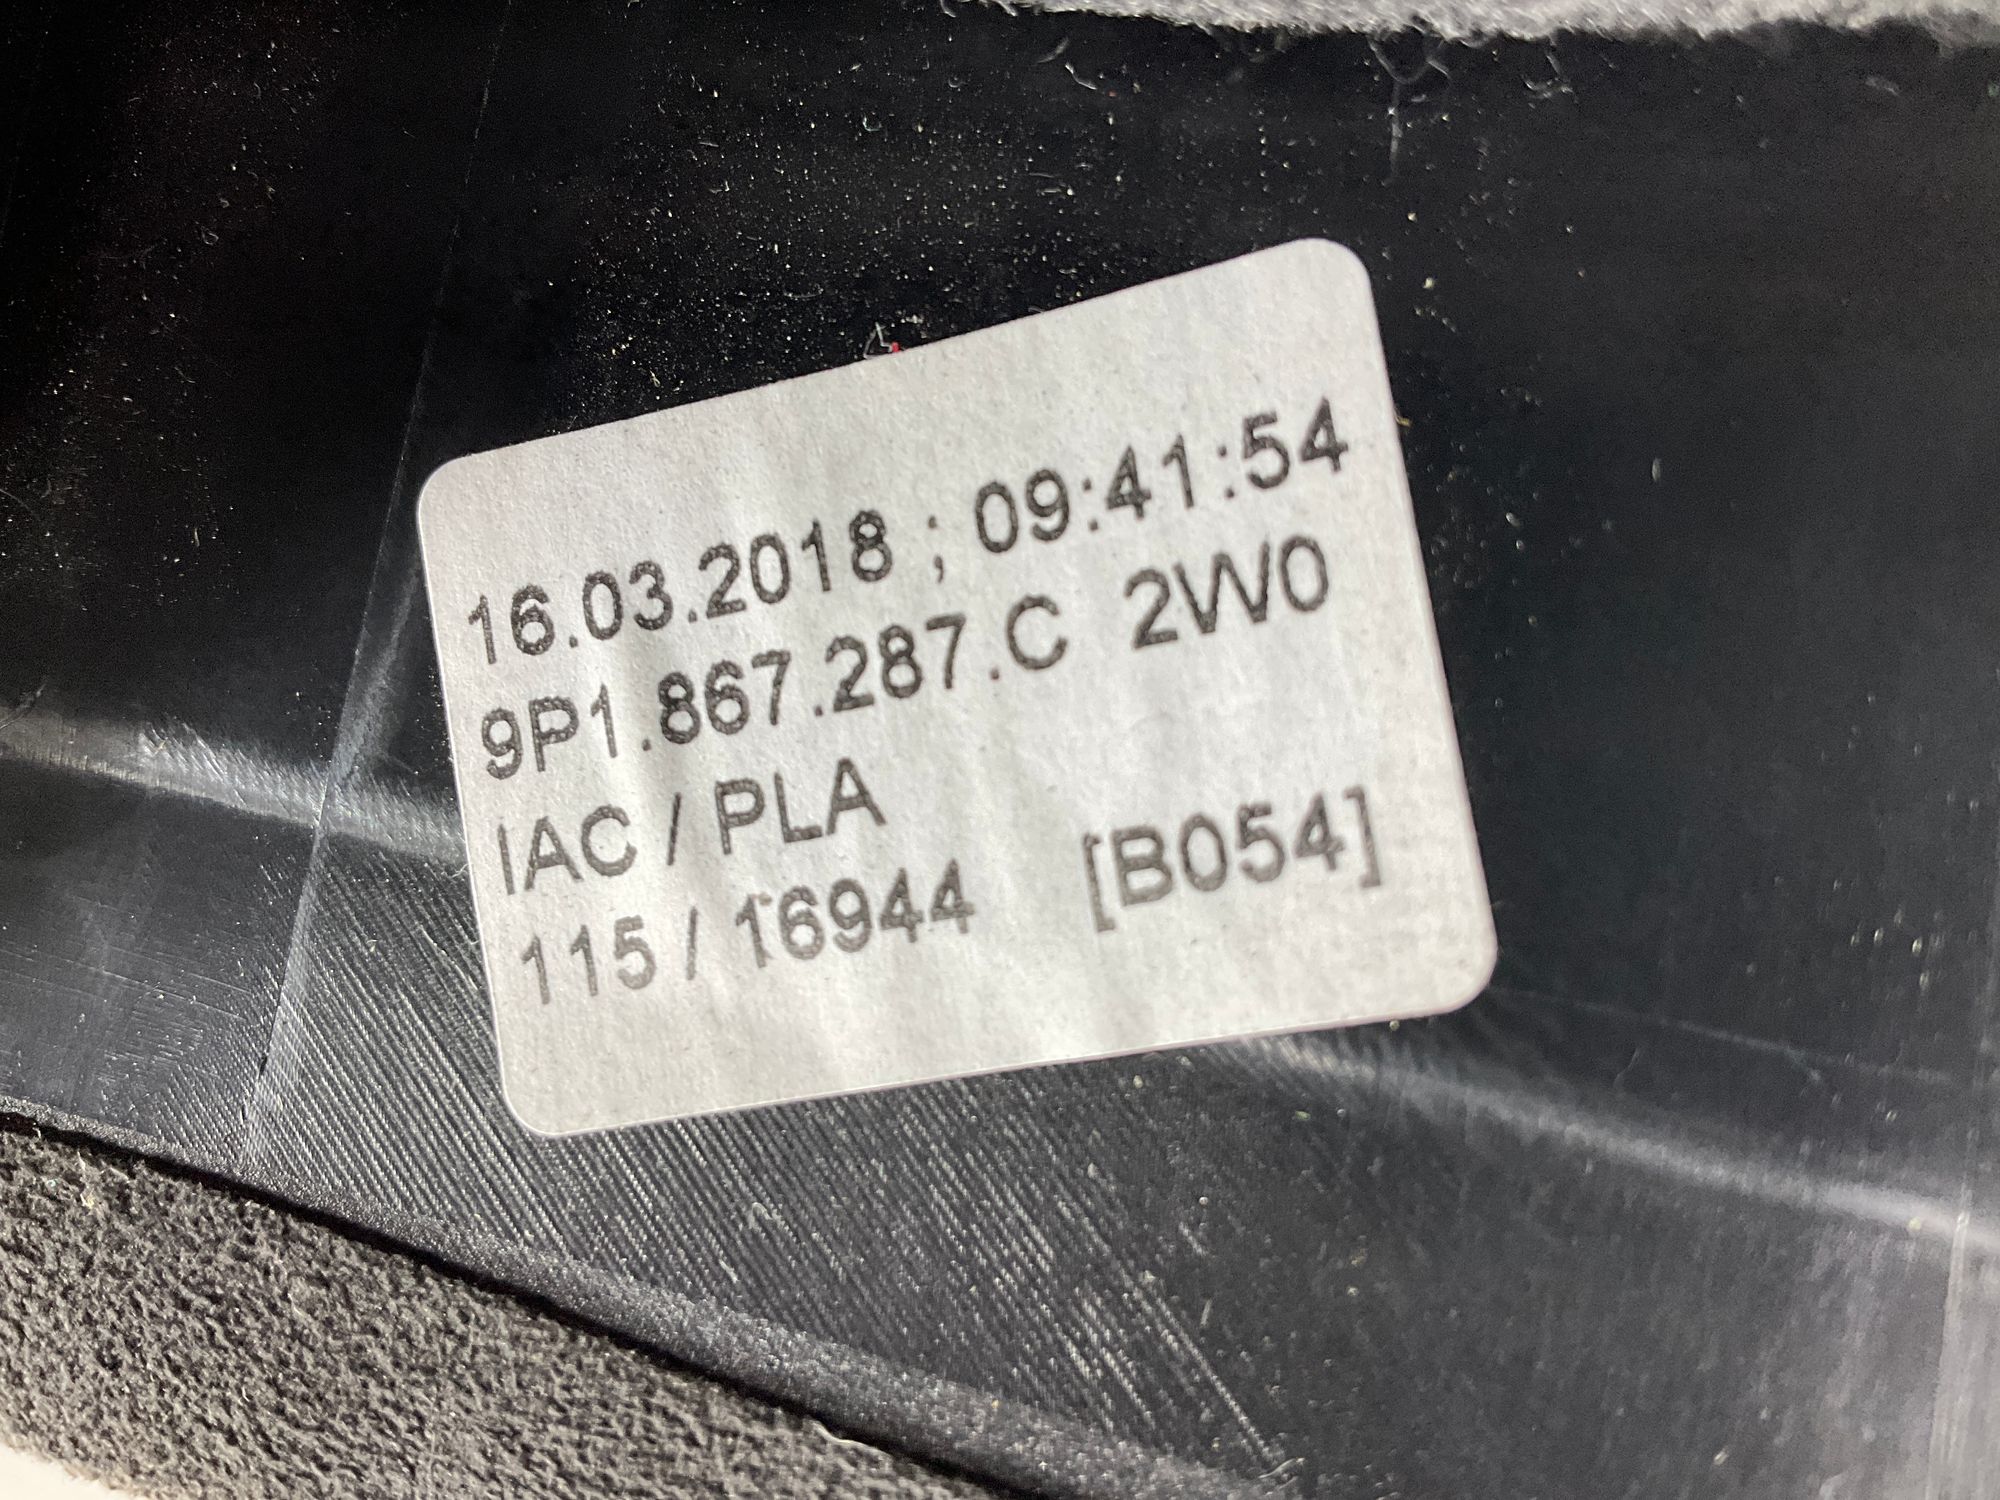 16.03.2018 ; 09:41:54
9P1.867.287.C 2W0
IAC / PLA
115 / 16944 [B054]